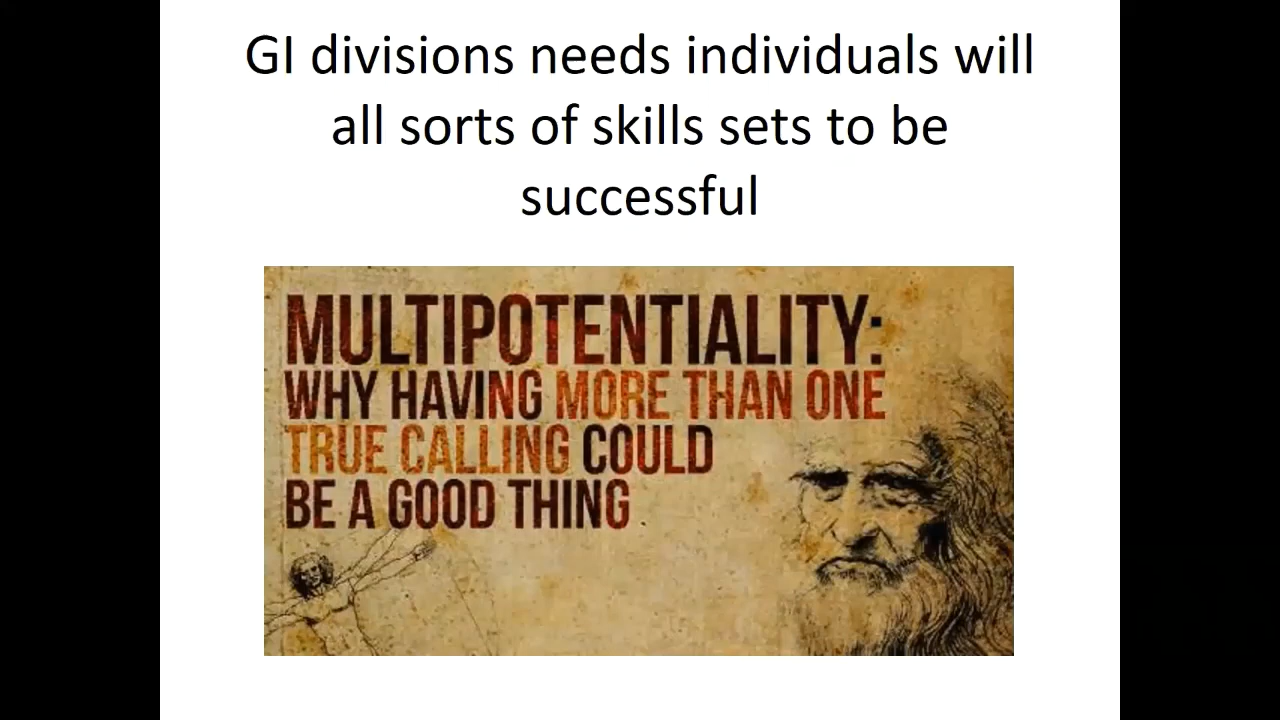 GI divisions needs individuals will
all sorts of skills sets to be
successful
MULTIPOTENTIALITY:
WHY HAVING MORE THAN ONE
TRUE CALLING COULD
BE A GOOD THING